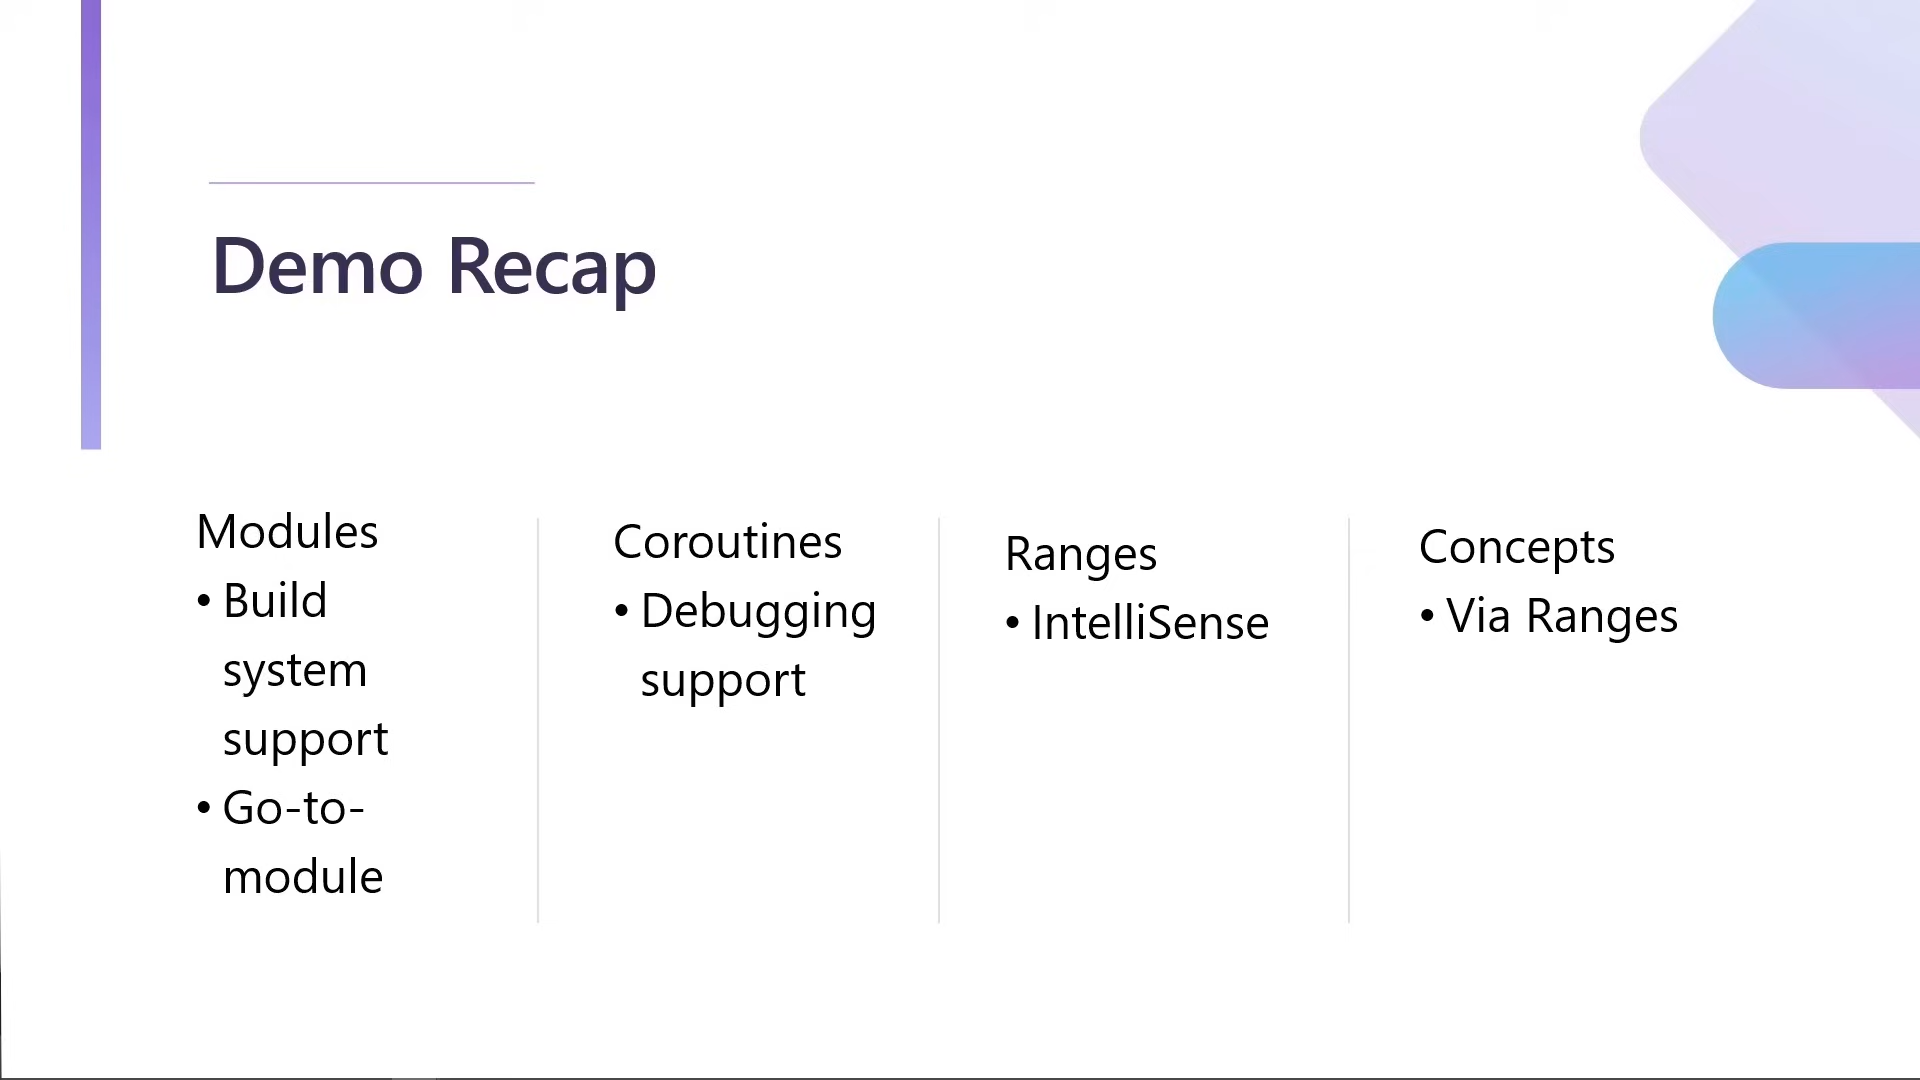 Demo Recap
Modules
• Build
system
support
• Go-to-
module
Coroutines
• Debugging
support
Ranges
• IntelliSense
Concepts
• Via Ranges